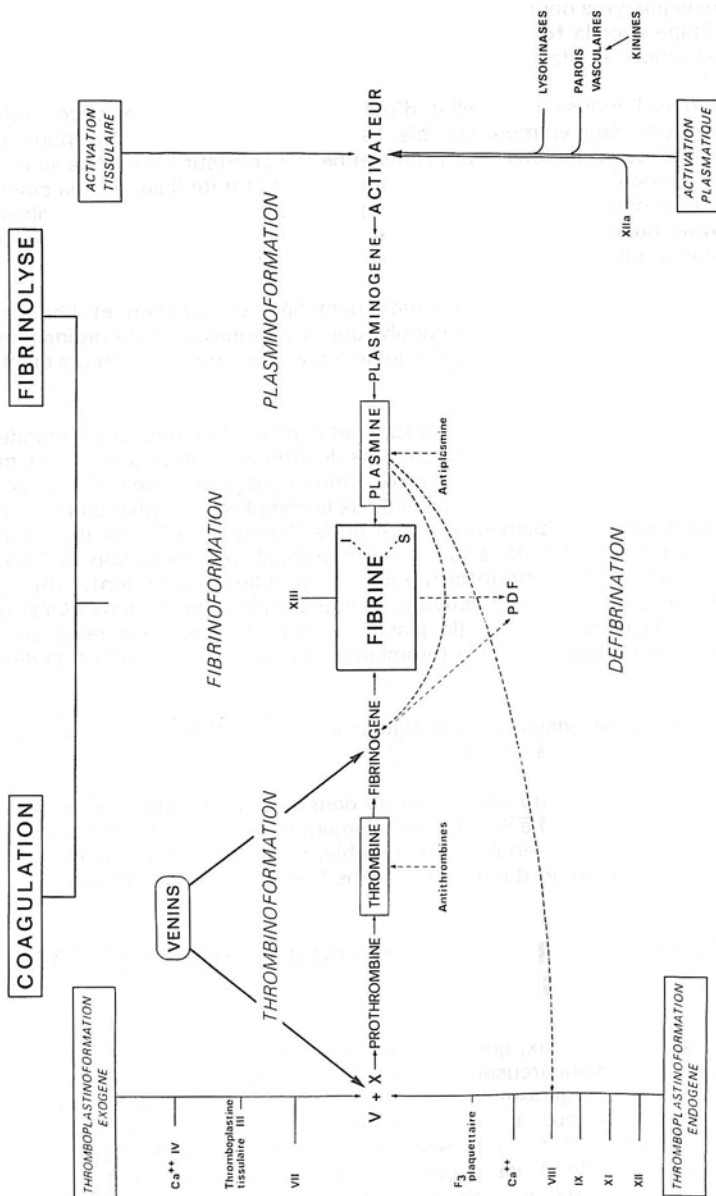 COAGULATION
FIBRINOLYSE
THROMBOPLASTINOFORMATION
EXOGENE
VENINS
ACTIVATION
TISSULAIRE
Ca++ IV
Thromboplastine
tissulaire III
VII
THROMBINOFORMATION
FIBRINOFORMATION
PLASMINOFORMATION
XIII
V + X
PROTHROMBINE
THROMBINE
FIBRINOGENE
FIBRINE
I
S
PLASMINE
PLASMINOGENE
ACTIVATEUR
Antithrombines
Antiplasmine
PDF
F3
plaquettaire
Ca++
VIII
IX
XI
XII
DEFIBRINATION
XIIa
LYSOKINASES
PAROIS
VASCULAIRES
KININES
THROMBOPLASTINOFORMATION
ENDOGENE
ACTIVATION
PLASMATIQUE